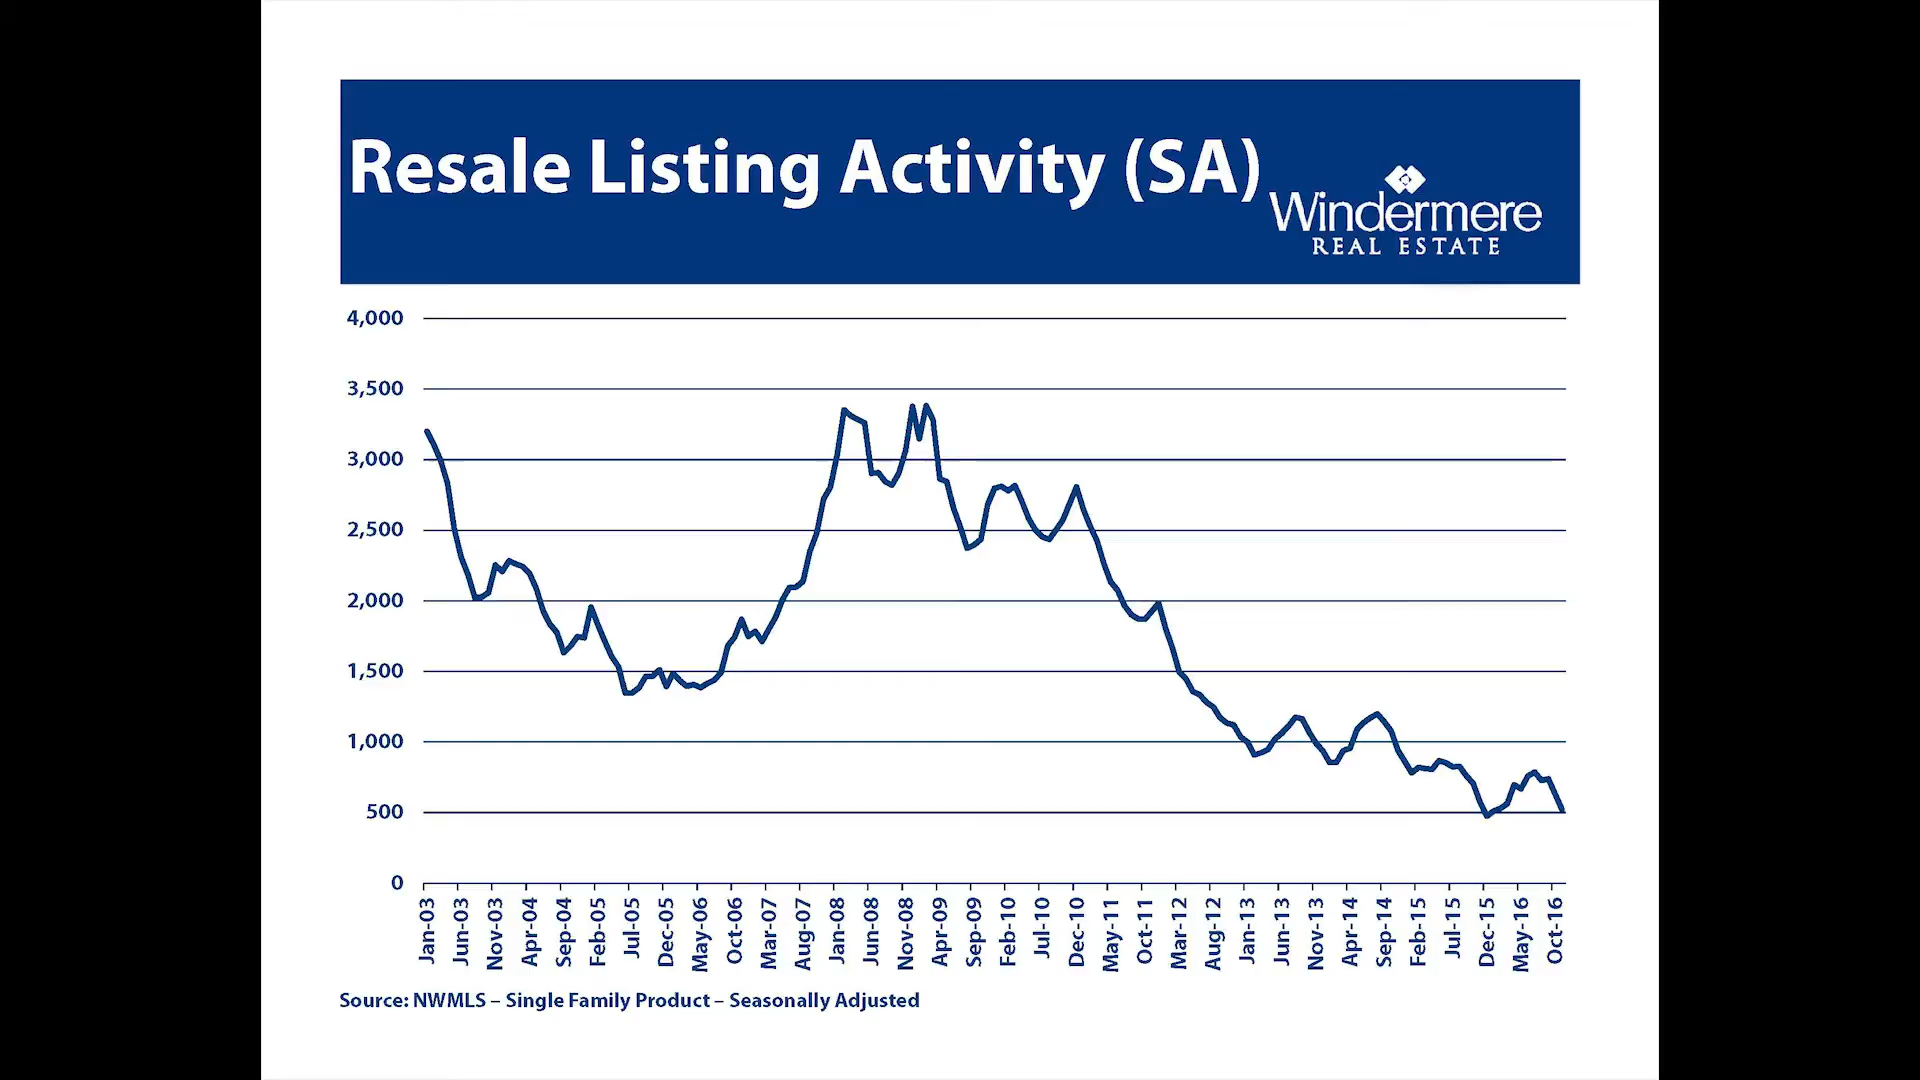 Resale Listing Activity (SA)
Windermere
REAL ESTATE
4,000
3,500
3,000
2,500
2,000
1,500
1,000
500
0
Jan-03
Jun-03
Nov-03
Apr-04
Sep-04
Feb-05
Jul-05
Dec-05
May-06
Oct-06
Mar-07
Aug-07
Jan-08
Jun-08
Nov-08
Apr-09
Sep-09
Feb-10
Jul-10
Dec-10
May-11
Oct-11
Mar-12
Aug-12
Jan-13
Jun-13
Nov-13
Apr-14
Sep-14
Feb-15
Jul-15
Dec-15
May-16
Oct-16
Source: NWMLS – Single Family Product – Seasonally Adjusted